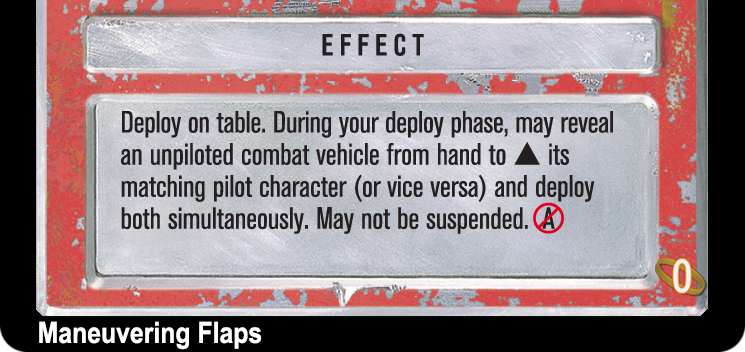 EFFECT
Deploy on table. During your deploy phase, may reveal
an unpiloted combat vehicle from hand to ▲ its
matching pilot character (or vice versa) and deploy
both simultaneously. May not be suspended. A
0
Maneuvering Flaps